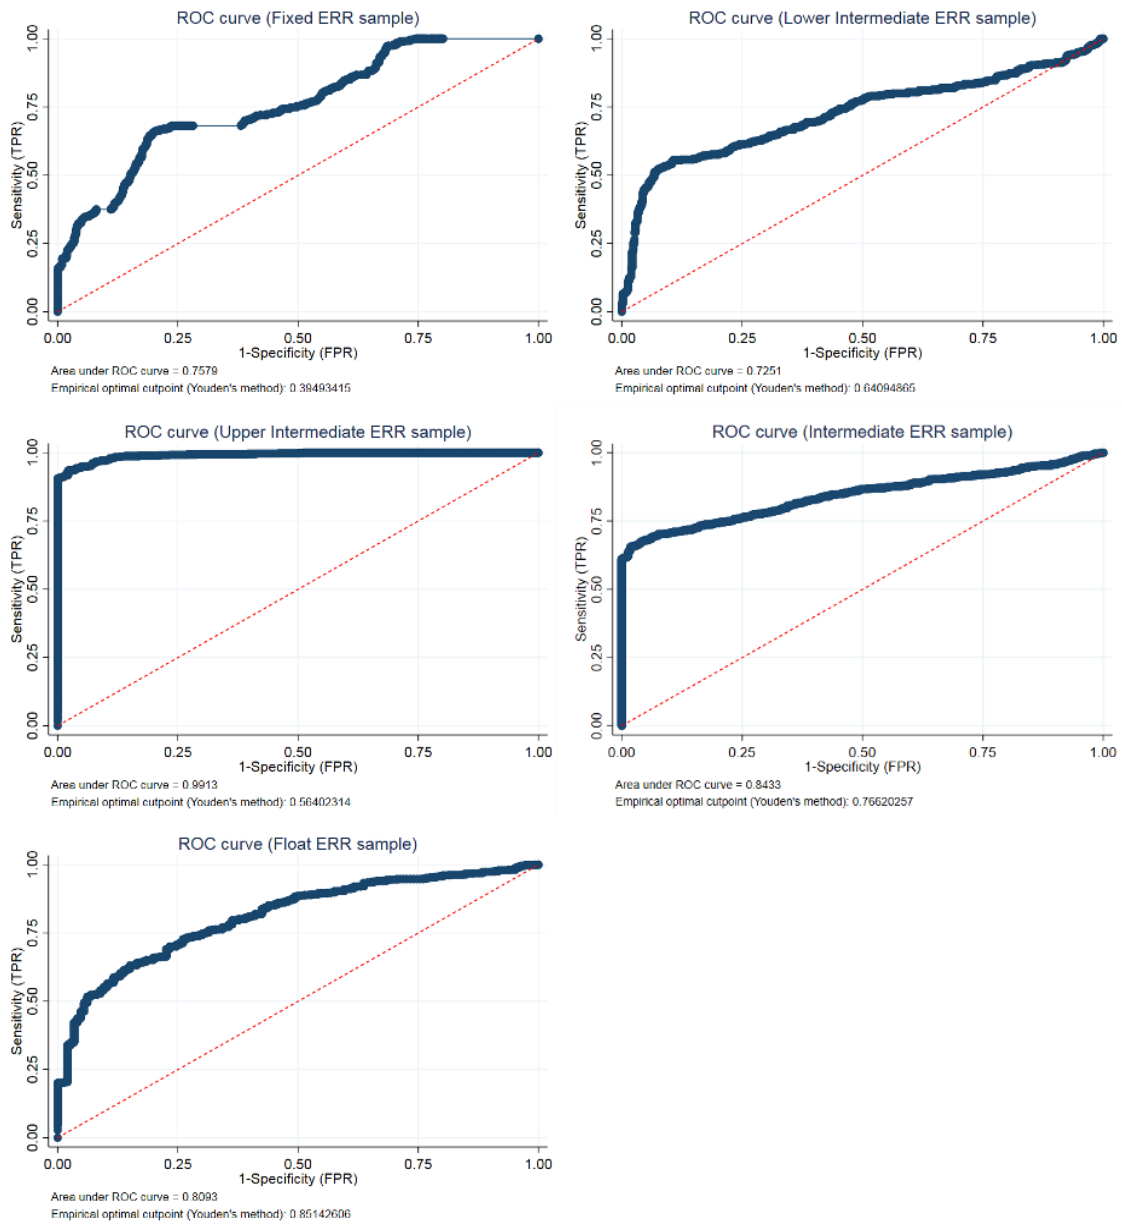 ROC curve (Fixed ERR sample)
Sensitivity (TPR)
1.00
0.75
0.50
0.25
0.00
0.00 0.25 0.50 0.75 1.00
1-Specificity (FPR)
Area under ROC curve = 0.7579
Empirical optimal cutpoint (Youden's method): 0.39493415
ROC curve (Lower Intermediate ERR sample)
Sensitivity (TPR)
1.00
0.75
0.50
0.25
0.00
0.00 0.25 0.50 0.75 1.00
1-Specificity (FPR)
Area under ROC curve = 0.7251
Empirical optimal cutpoint (Youden's method): 0.64094865
ROC curve (Upper Intermediate ERR sample)
Sensitivity (TPR)
1.00
0.75
0.50
0.25
0.00
0.00 0.25 0.50 0.75 1.00
1-Specificity (FPR)
Area under ROC curve = 0.9913
Empirical optimal cutpoint (Youden's method): 0.56402314
ROC curve (Intermediate ERR sample)
Sensitivity (TPR)
1.00
0.75
0.50
0.25
0.00
0.00 0.25 0.50 0.75 1.00
1-Specificity (FPR)
Area under ROC curve = 0.8433
Empirical optimal cutpoint (Youden's method): 0.76620257
ROC curve (Float ERR sample)
Sensitivity (TPR)
1.00
0.75
0.50
0.25
0.00
0.00 0.25 0.50 0.75 1.00
1-Specificity (FPR)
Area under ROC curve = 0.8093
Empirical optimal cutpoint (Youden's method): 0.85142606